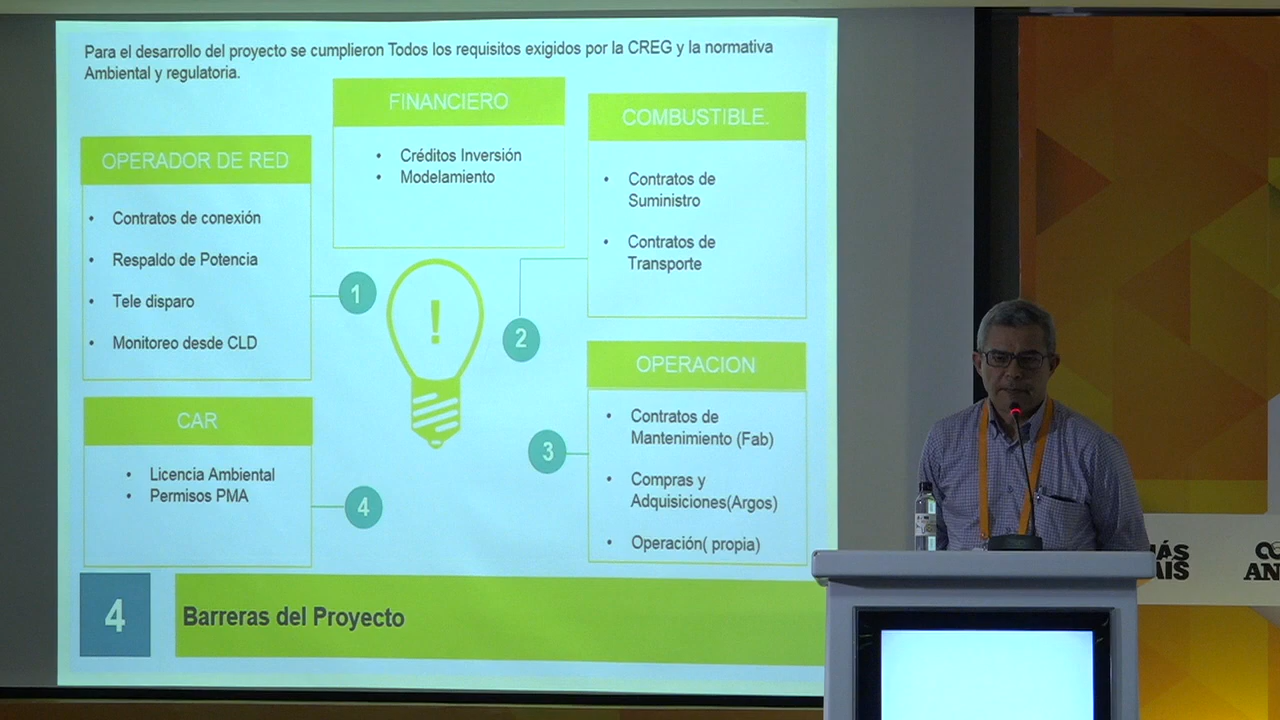 Para el desarrollo del proyecto se cumplieron Todos los requisitos exigidos por la CREG y la normativa
Ambiental y regulatoria.
FINANCIERO
• Créditos Inversión
• Modelamiento
COMBUSTIBLE.
• Contratos de
Suministro
• Contratos de
Transporte
OPERADOR DE RED
• Contratos de conexión
• Respaldo de Potencia
• Tele disparo
• Monitoreo desde CLD
1
!
2
OPERACION
• Contratos de
Mantenimiento (Fab)
• Compras y
Adquisiciones(Argos)
• Operación( propia)
3
CAR
• Licencia Ambiental
• Permisos PMA
4
4
Barreras del Proyecto